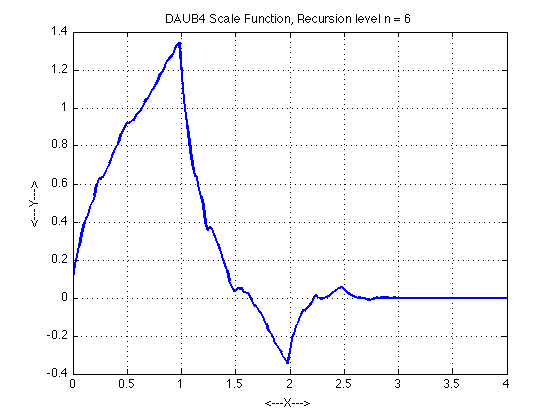 DAUB4 Scale Function, Recursion level n = 6
1.4
1.2
1
0.8
0.6
0.4
0.2
0
-0.2
-0.4
<---Y--->
0 0.5 1 1.5 2 2.5 3 3.5 4
<---X--->